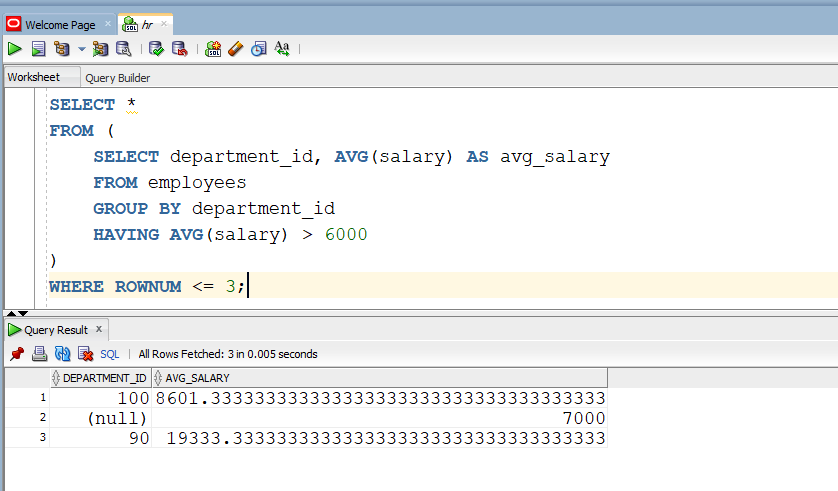 Welcome Page × hr ×
Worksheet Query Builder
SELECT *
FROM (
SELECT department_id, AVG(salary) AS avg_salary
FROM employees
GROUP BY department_id
HAVING AVG(salary) > 6000
)
WHERE ROWNUM <= 3;
Query Result x
SQL | All Rows Fetched: 3 in 0.005 seconds
DEPARTMENT_ID AVG_SALARY
1 100 8601.333333333333333333333333333333333333
2 (null) 7000
3 90 19333.3333333333333333333333333333333333